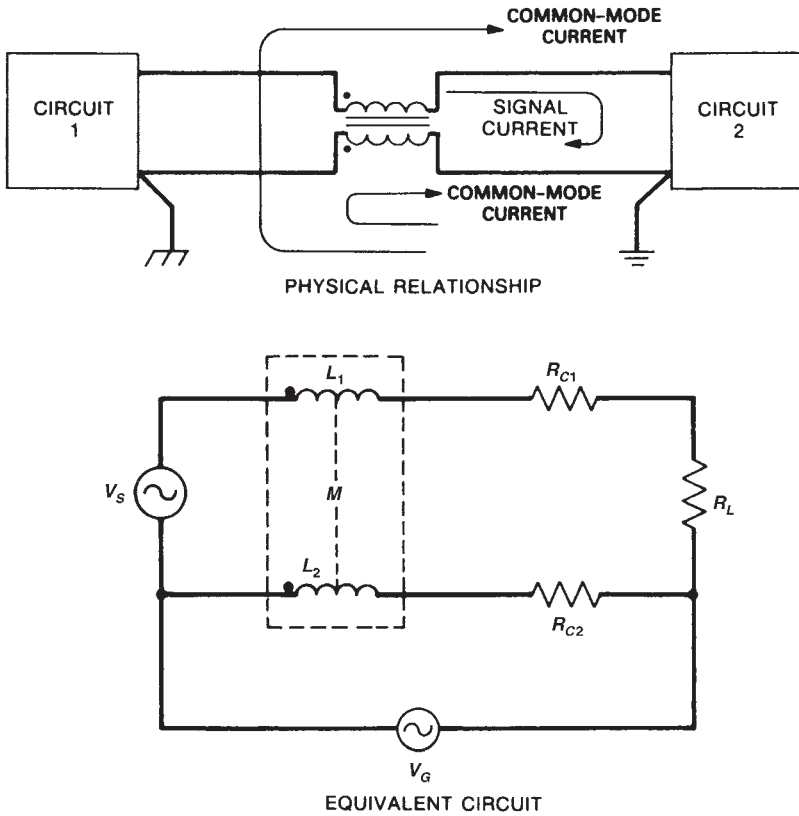 COMMON-MODE
CURRENT
CIRCUIT
1
SIGNAL
CURRENT
CIRCUIT
2
COMMON-MODE
CURRENT
PHYSICAL RELATIONSHIP
L1
RC1
VS
M
RL
L2
RC2
VG
EQUIVALENT CIRCUIT